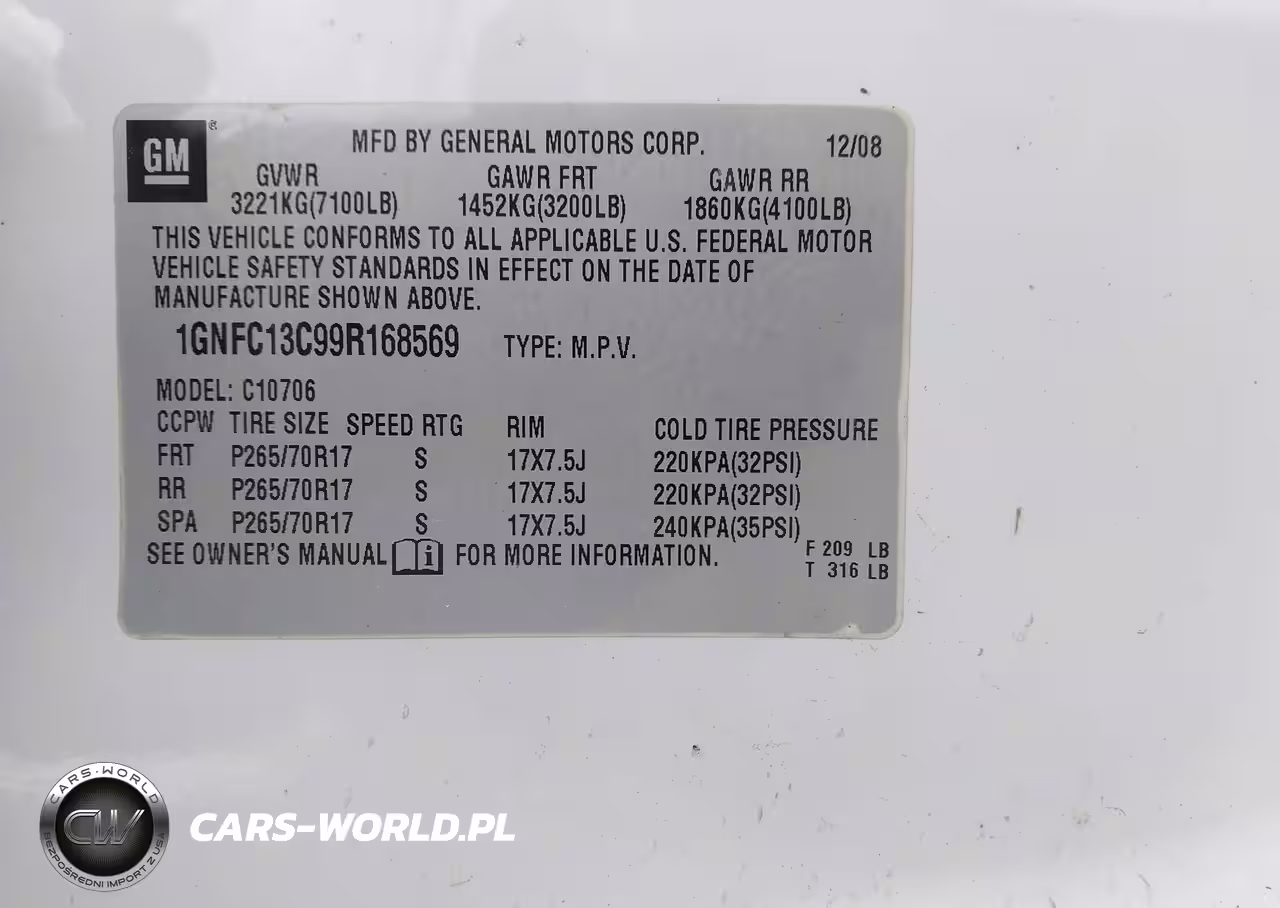 GM ®
MFD BY GENERAL MOTORS CORP. 12/08
GVWR GAWR FRT GAWR RR
3221KG(7100LB) 1452KG(3200LB) 1860KG(4100LB)
THIS VEHICLE CONFORMS TO ALL APPLICABLE U.S. FEDERAL MOTOR
VEHICLE SAFETY STANDARDS IN EFFECT ON THE DATE OF
MANUFACTURE SHOWN ABOVE.
1GNFC13C99R168569 TYPE: M.P.V.
MODEL: C10706
CCPW TIRE SIZE SPEED RTG RIM COLD TIRE PRESSURE
FRT P265/70R17 S 17X7.5J 220KPA(32PSI)
RR P265/70R17 S 17X7.5J 220KPA(32PSI)
SPA P265/70R17 S 17X7.5J 240KPA(35PSI)
SEE OWNER'S MANUAL i FOR MORE INFORMATION.
F 209 LB
T 316 LB
CARS-WORLD
CW
BEZPOŚREDNI IMPORT Z USA
CARS-WORLD.PL